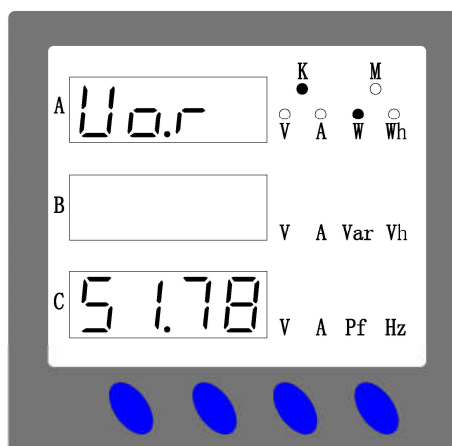 K M
A Uo.r
V A W Wh
B
V A Var Vh
C 51.78
V A Pf Hz